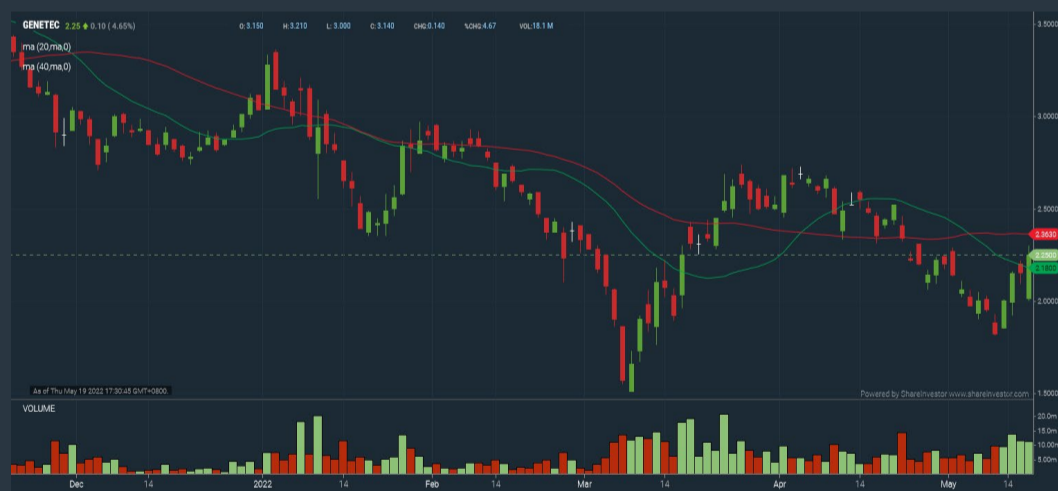 GENETEC 2.25 0.10 ( 4.65%) O: 3.150 H: 3.210 L: 3.000 C: 3.140 CHG:0.140 %CHG:4.67 VOL:18.1 M
ma (20,ma,0)
ma (40,ma,0)
3.5000
3.0000
2.5000
2.3630
2.2500
2.1800
2.0000
1.5000
As of Thu May 19 2022 17:30:45 GMT+0800.
Powered by ShareInvestor www.shareinvestor.com
VOLUME
20.0m
15.0m
10.0m
5.00m
Dec 14 2022 14 Feb 14 Mar 14 Apr 14 May 14